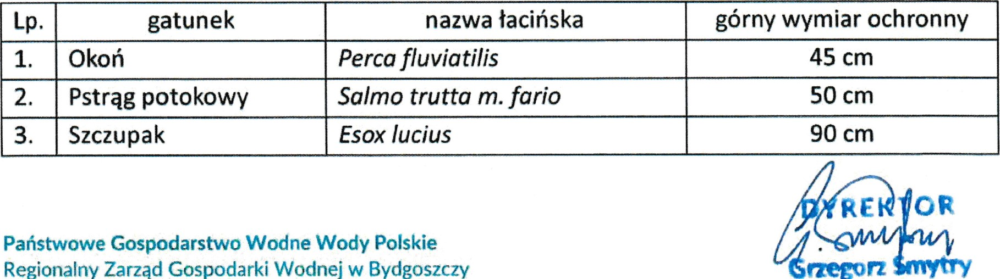 Lp. gatunek nazwa łacińska górny wymiar ochronny
1. Okoń Perca fluviatilis 45 cm
2. Pstrąg potokowy Salmo trutta m. fario 50 cm
3. Szczupak Esox lucius 90 cm
DYREKTOR
G. Smytry
Państwowe Gospodarstwo Wodne Wody Polskie
Grzegorz Smytry
Regionalny Zarząd Gospodarki Wodnej w Bydgoszczy